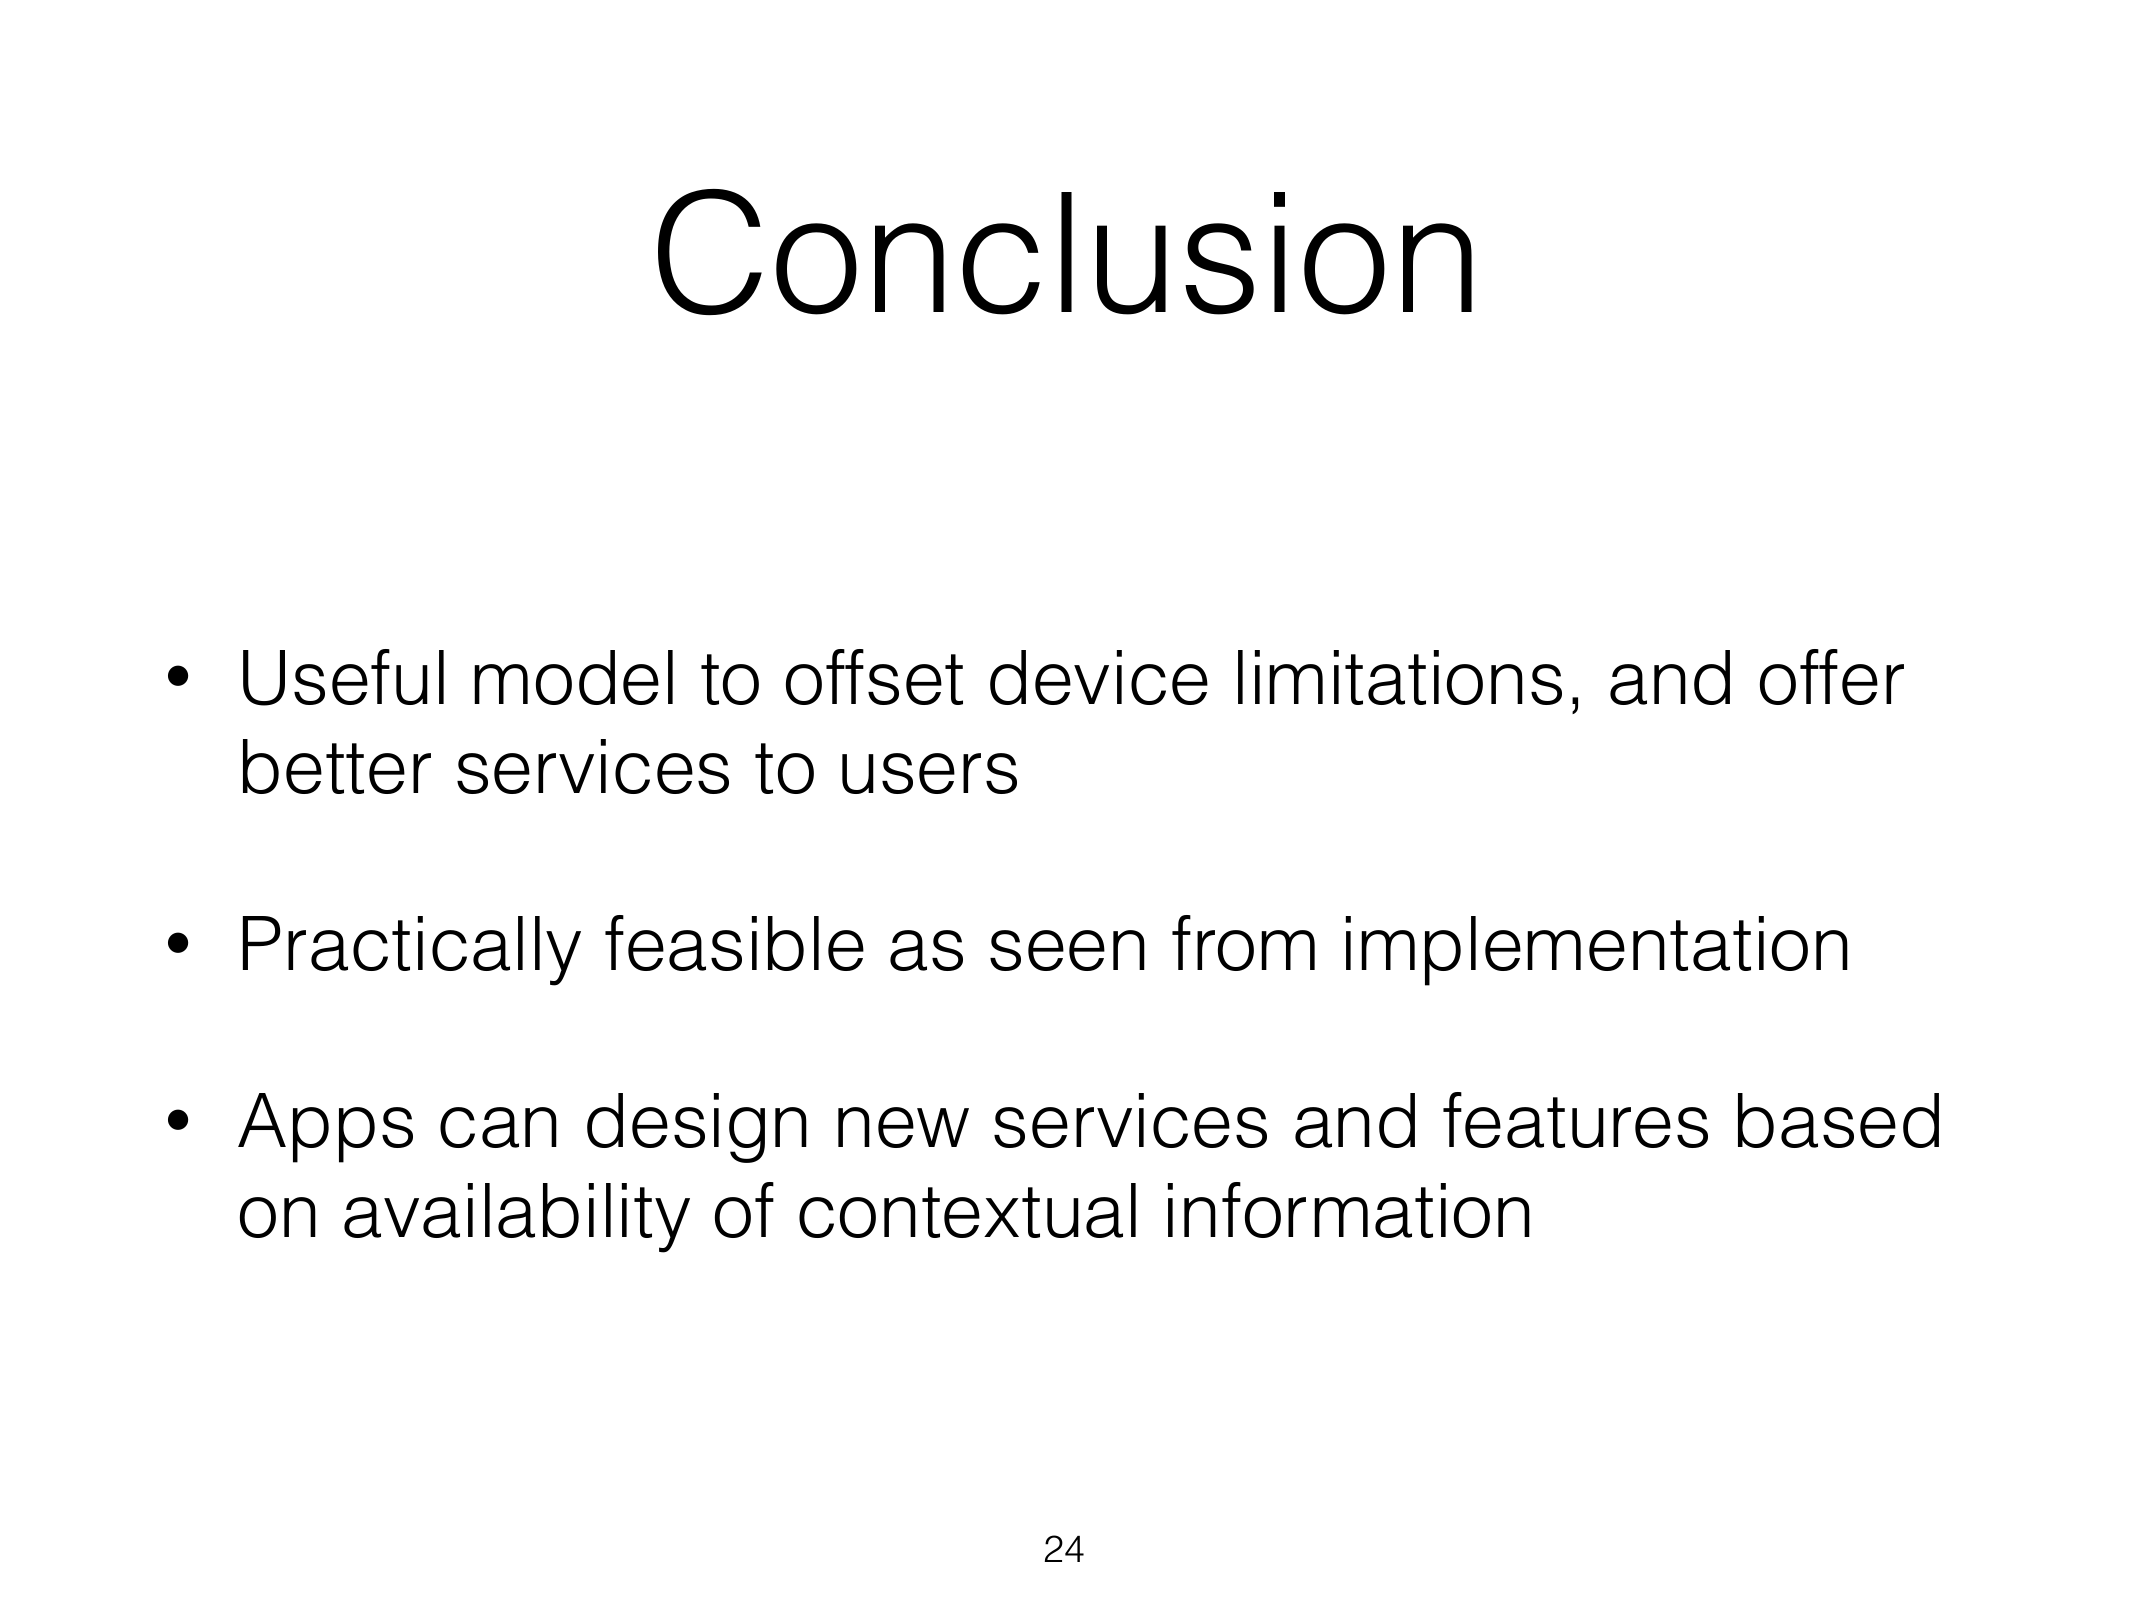 Conclusion
• Useful model to offset device limitations, and offer
better services to users
• Practically feasible as seen from implementation
• Apps can design new services and features based
on availability of contextual information
24